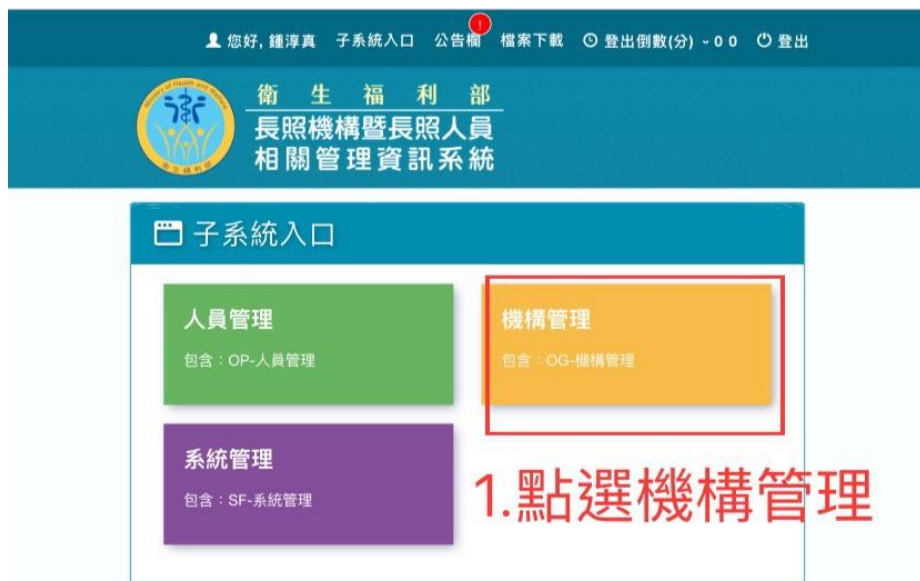 您好, 鍾淳真 子系統入口 公告欄 ! 檔案下載 登出倒數(分) ~ 0 0 登出
衛生福利部
長照機構暨長照人員
相關管理資訊系統
子系統入口
人員管理
包含：OP-人員管理
機構管理
包含：OG-機構管理
系統管理
包含：SF-系統管理
1.點選機構管理